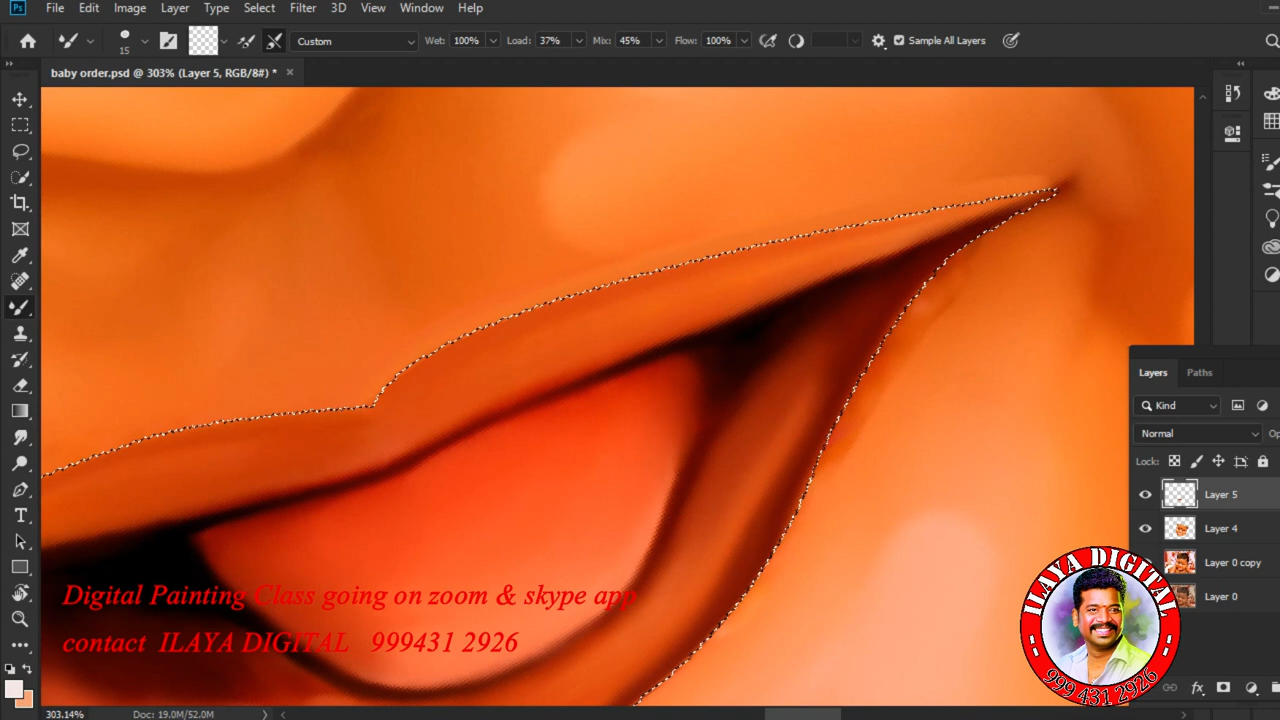 Ps File Edit Image Layer Type Select Filter 3D View Window Help
15 Custom Wet: 100% Load: 37% Mix: 45% Flow: 100% Sample All Layers
baby order.psd @ 303% (Layer 5, RGB/8#) *
Layers Paths
Kind
Normal Op
Lock:
Layer 5
Layer 4
Layer 0 copy
Layer 0
Digital Painting Class going on zoom & skype app
contact ILAYA DIGITAL 999431 2926
ILAYA DIGITAL
999 431 2926
fx
303.14% Doc: 19.0M/52.0M